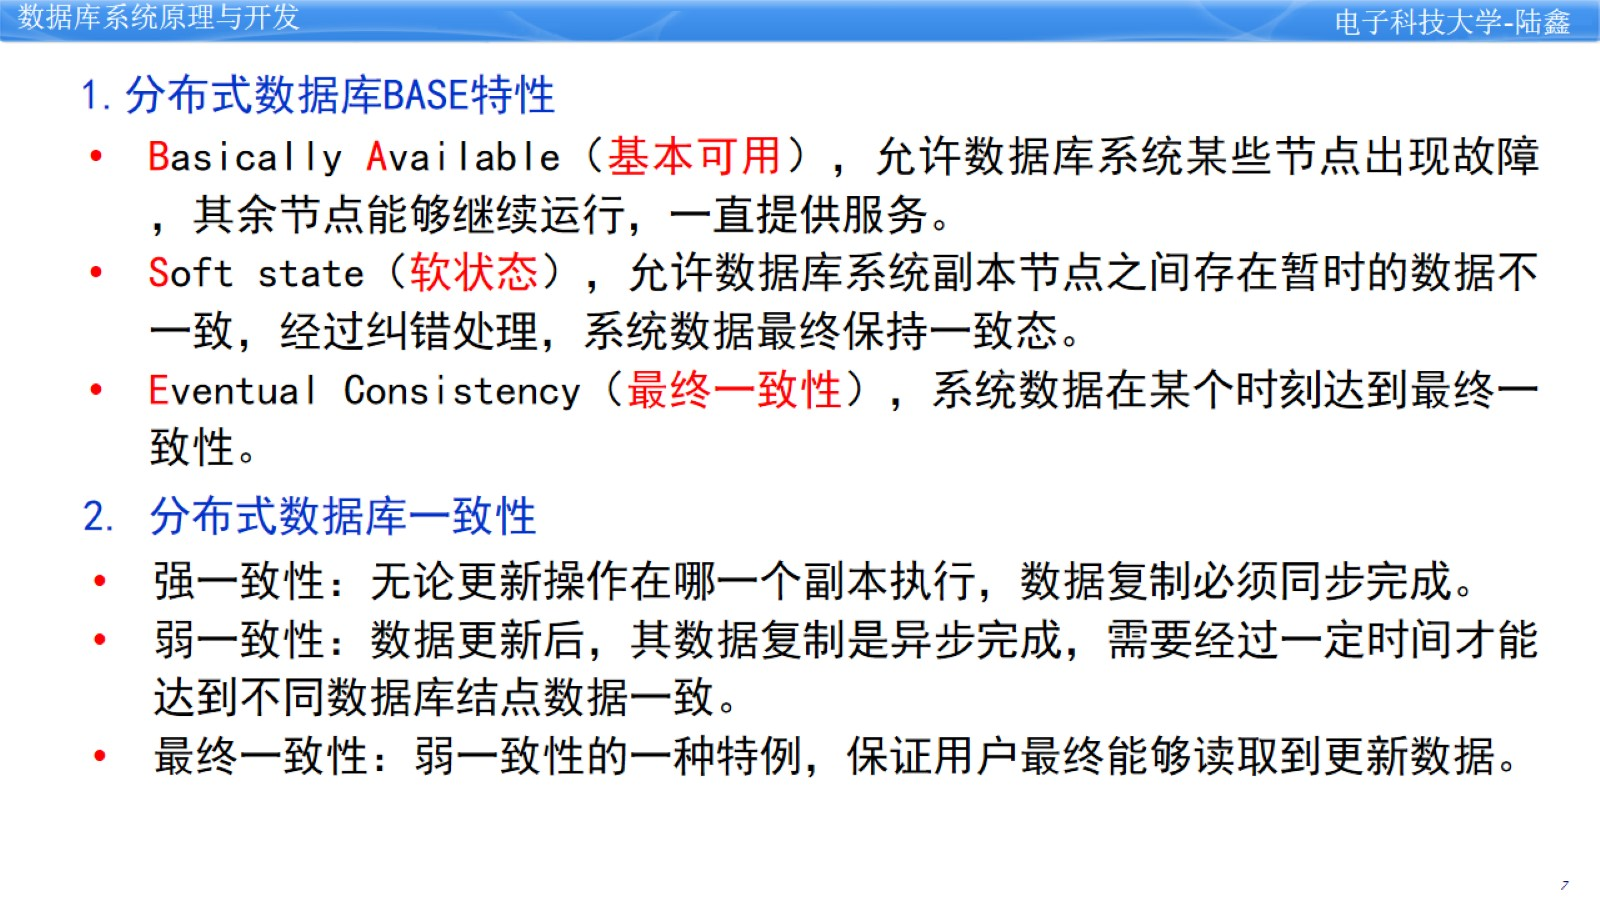 数据库系统原理与开发
电子科技大学-陆鑫
1.分布式数据库BASE特性
• Basically Available（基本可用），允许数据库系统某些节点出现故障
，其余节点能够继续运行，一直提供服务。
• Soft state（软状态），允许数据库系统副本节点之间存在暂时的数据不
一致，经过纠错处理，系统数据最终保持一致态。
• Eventual Consistency（最终一致性），系统数据在某个时刻达到最终一
致性。
2. 分布式数据库一致性
• 强一致性：无论更新操作在哪一个副本执行，数据复制必须同步完成。
• 弱一致性：数据更新后，其数据复制是异步完成，需要经过一定时间才能
达到不同数据库结点数据一致。
• 最终一致性：弱一致性的一种特例，保证用户最终能够读取到更新数据。
7